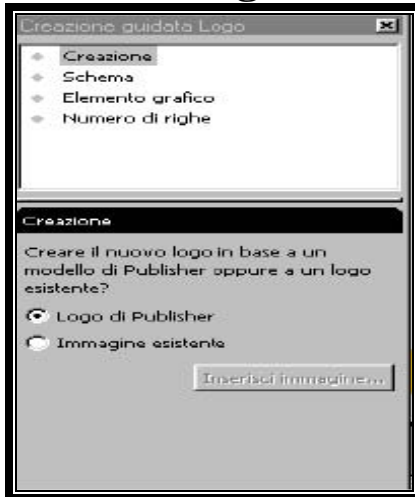 Creazione guidata Logo
Creazione
Schema
Elemento grafico
Numero di righe
Creazione
Creare il nuovo logo in base a un
modello di Publisher oppure a un logo
esistente?
Logo di Publisher
Immagine esistente
Inserisci immagine...